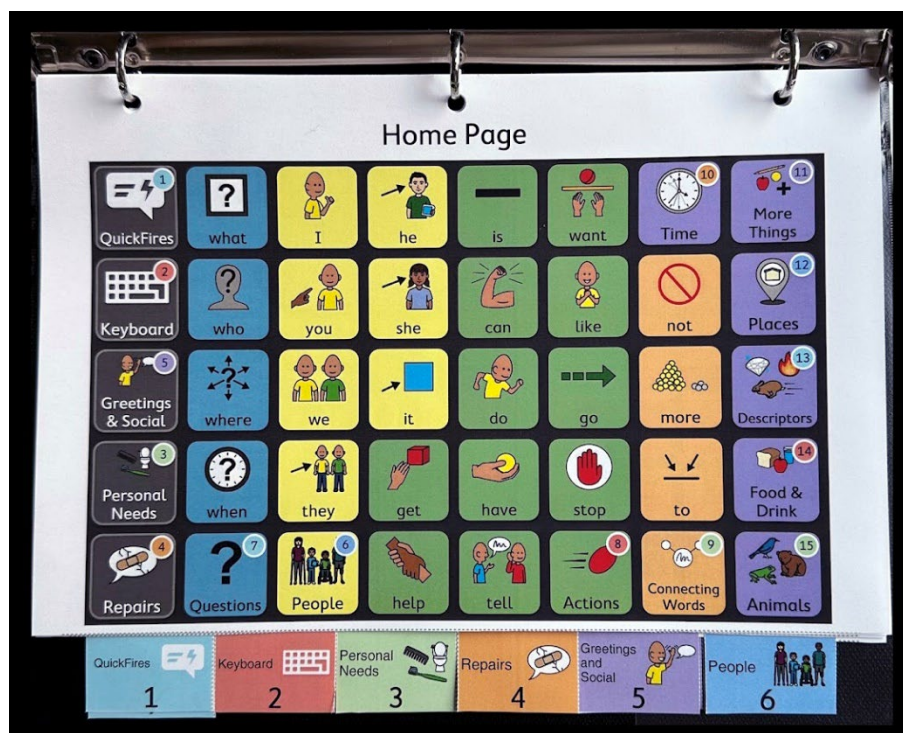 Home Page
1
QuickFires
what
I
he
is
want
10
Time
11
More
Things
2
Keyboard
who
you
she
can
like
not
12
Places
5
Greetings
& Social
where
we
it
do
go
more
13
Descriptors
3
Personal
Needs
when
they
get
have
stop
to
14
Food &
Drink
4
Repairs
7
Questions
6
People
help
tell
8
Actions
9
Connecting
Words
15
Animals
QuickFires
1
Keyboard
2
Personal
Needs
3
Repairs
4
Greetings
and
Social
5
People
6